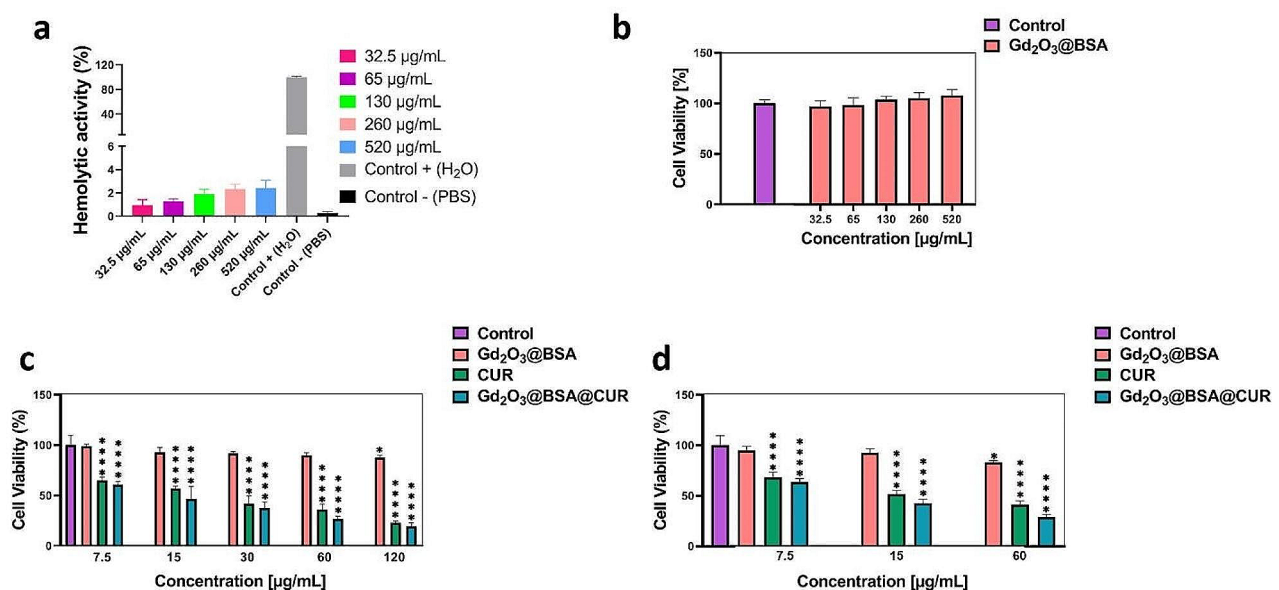 a
Hemolytic activity (%)
120
40
6
4
2
0
32.5 µg/mL
65 µg/mL
130 µg/mL
260 µg/mL
520 µg/mL
Control + (H₂O)
Control - (PBS)
32.5 µg/mL
65 µg/mL
130 µg/mL
260 µg/mL
520 µg/mL
Control + (H₂O)
Control - (PBS)
b
Control
Gd₂O₃@BSA
Cell Viability [%]
150
100
50
0
32.5 65 130 260 520
Concentration [µg/mL]
c
Control
Gd₂O₃@BSA
CUR
Gd₂O₃@BSA@CUR
Cell Viability (%)
150
100
50
0
**** **** **** **** **** **** **** **** * **** ****
7.5 15 30 60 120
Concentration [µg/mL]
d
Control
Gd₂O₃@BSA
CUR
Gd₂O₃@BSA@CUR
Cell Viability (%)
150
100
50
0
**** **** **** **** * **** ****
7.5 15 60
Concentration [µg/mL]